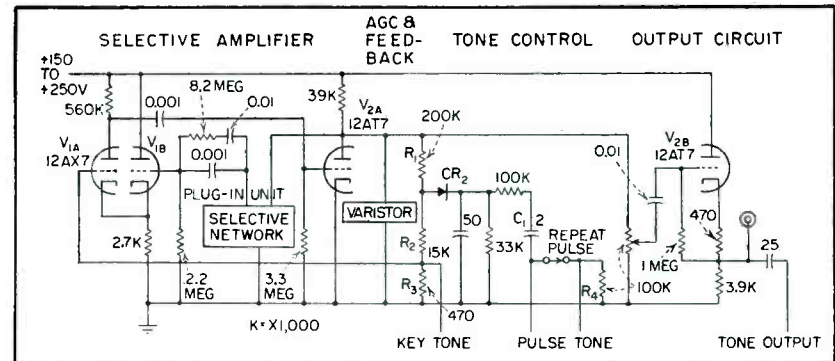 SELECTIVE AMPLIFIER
AGC &
FEED-
BACK
TONE CONTROL
OUTPUT CIRCUIT
+150
TO
+250V
560K
0.001
8.2 MEG
0.01
0.001
39K
V2A
12AT7
V1A
12AX7
V1B
PLUG-IN UNIT
SELECTIVE
NETWORK
VARISTOR
2.7K
2.2
MEG
3.3
MEG
K=X1,000
200K
R1
CR2
100K
50
C1
2
33K
REPEAT
PULSE
R2
15K
R3
470
R4
100K
0.01
V2B
12AT7
470
1 MEG
25
3.9K
KEY TONE
PULSE TONE
TONE OUTPUT